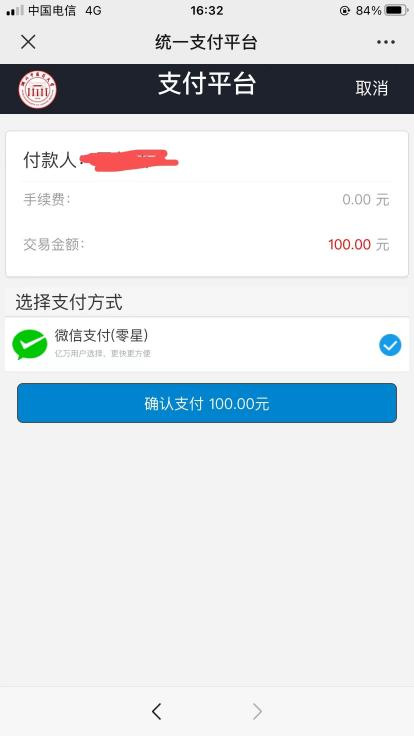 中国电信 4G 16:32 84%
统一支付平台
支付平台 取消
付款人:
手续费: 0.00 元
交易金额: 100.00 元
选择支付方式
微信支付(零星)
亿万用户选择，更快更方便
确认支付 100.00元